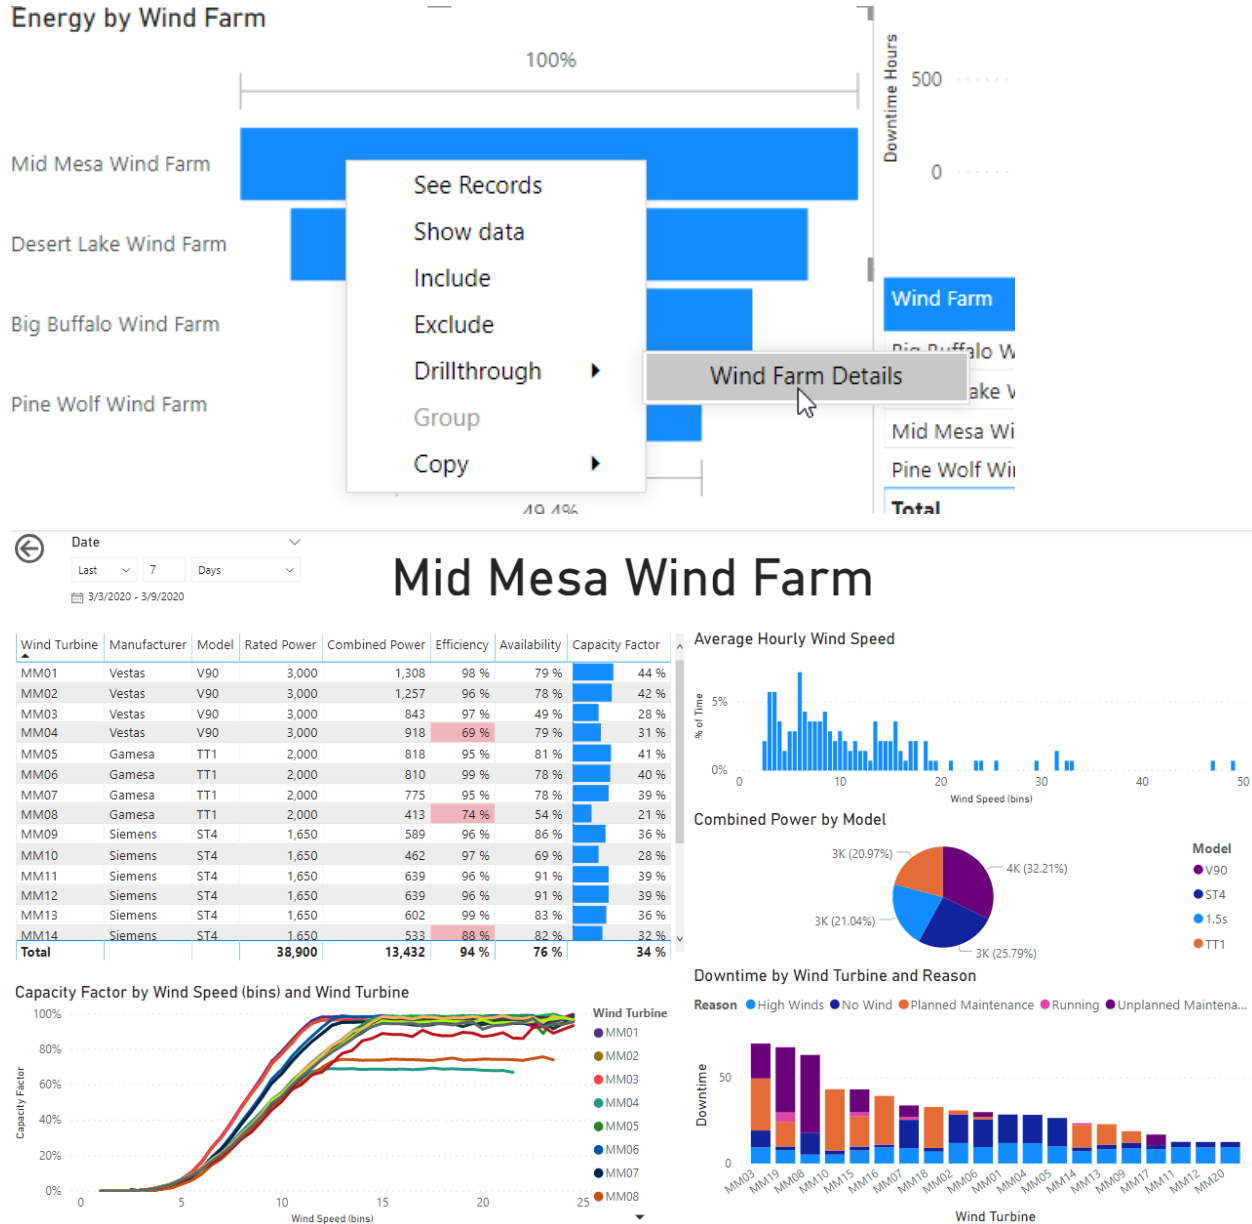 Energy by Wind Farm
100%
Mid Mesa Wind Farm
Desert Lake Wind Farm
Big Buffalo Wind Farm
Pine Wolf Wind Farm
See Records
Show data
Include
Exclude
Drillthrough
Wind Farm Details
Group
Copy
49.4%
Downtime Hours
500
0
Wind Farm
Big Buffalo W
ake V
Mid Mesa Wi
Pine Wolf Wi
Total
Date
Last 7 Days
3/3/2020 - 3/9/2020
Mid Mesa Wind Farm
Wind Turbine Manufacturer Model Rated Power Combined Power Efficiency Availability Capacity Factor
MM01 Vestas V90 3,000 1,308 98 % 79 % 44 %
MM02 Vestas V90 3,000 1,257 96 % 78 % 42 %
MM03 Vestas V90 3,000 843 97 % 49 % 28 %
MM04 Vestas V90 3,000 918 69 % 79 % 31 %
MM05 Gamesa TT1 2,000 818 95 % 81 % 41 %
MM06 Gamesa TT1 2,000 810 99 % 78 % 40 %
MM07 Gamesa TT1 2,000 775 95 % 78 % 39 %
MM08 Gamesa TT1 2,000 413 74 % 54 % 21 %
MM09 Siemens ST4 1,650 589 96 % 86 % 36 %
MM10 Siemens ST4 1,650 462 97 % 69 % 28 %
MM11 Siemens ST4 1,650 639 96 % 91 % 39 %
MM12 Siemens ST4 1,650 639 96 % 91 % 39 %
MM13 Siemens ST4 1,650 602 99 % 83 % 36 %
MM14 Siemens ST4 1,650 533 88 % 82 % 32 %
Total 38,900 13,432 94 % 76 % 34 %
Average Hourly Wind Speed
% of Time
5%
0%
0 10 20 30 40 50
Wind Speed (bins)
Combined Power by Model
3K (20.97%)
4K (32.21%)
3K (21.04%)
3K (25.79%)
Model
V90
ST4
1.5s
TT1
Capacity Factor by Wind Speed (bins) and Wind Turbine
Capacity Factor
100%
80%
60%
40%
20%
0%
0 5 10 15 20 25
Wind Speed (bins)
Wind Turbine
MM01
MM02
MM03
MM04
MM05
MM06
MM07
MM08
Downtime by Wind Turbine and Reason
Reason High Winds No Wind Planned Maintenance Running Unplanned Maintena...
Downtime
50
0
MM03 MM19 MM08 MM10 MM15 MM16 MM07 MM18 MM02 MM06 MM01 MM04 MM05 MM14 MM13 MM09 MM17 MM11 MM12 MM20
Wind Turbine